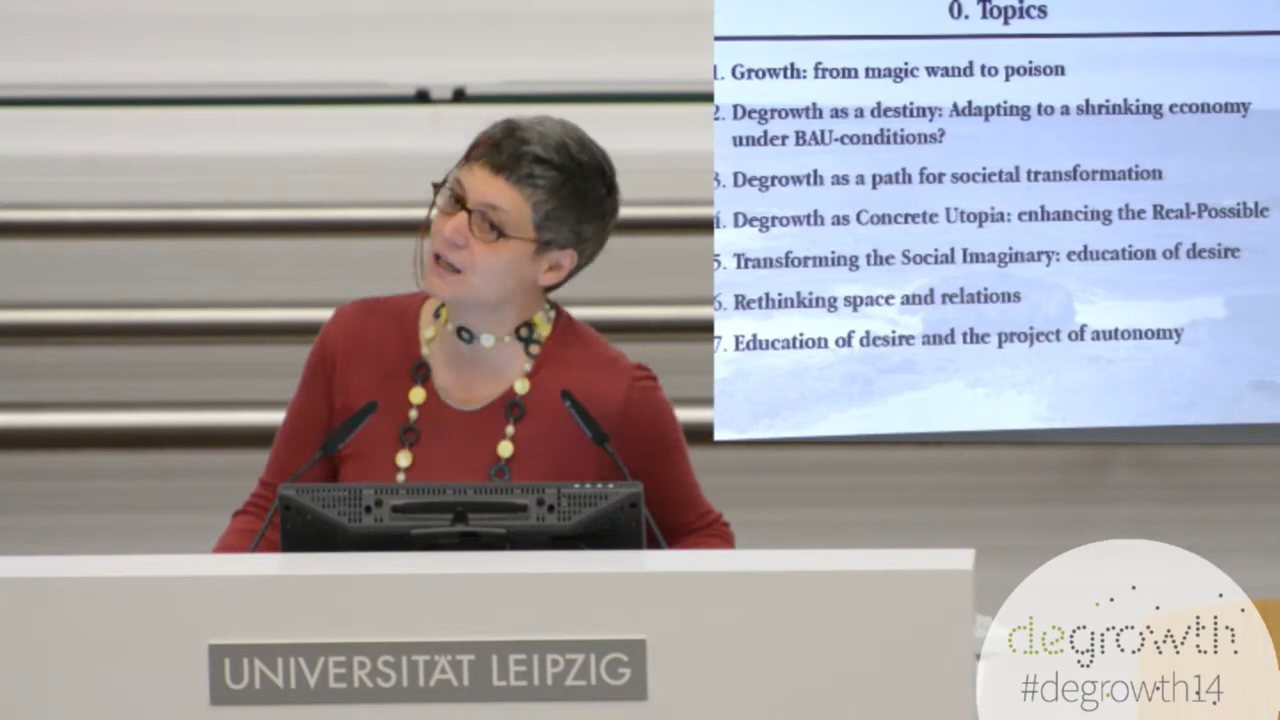 0. Topics
1. Growth: from magic wand to poison
2. Degrowth as a destiny: Adapting to a shrinking economy
under BAU-conditions?
3. Degrowth as a path for societal transformation
4. Degrowth as Concrete Utopia: enhancing the Real-Possible
5. Transforming the Social Imaginary: education of desire
6. Rethinking space and relations
7. Education of desire and the project of autonomy
UNIVERSITÄT LEIPZIG
degrowth
#degrowth14